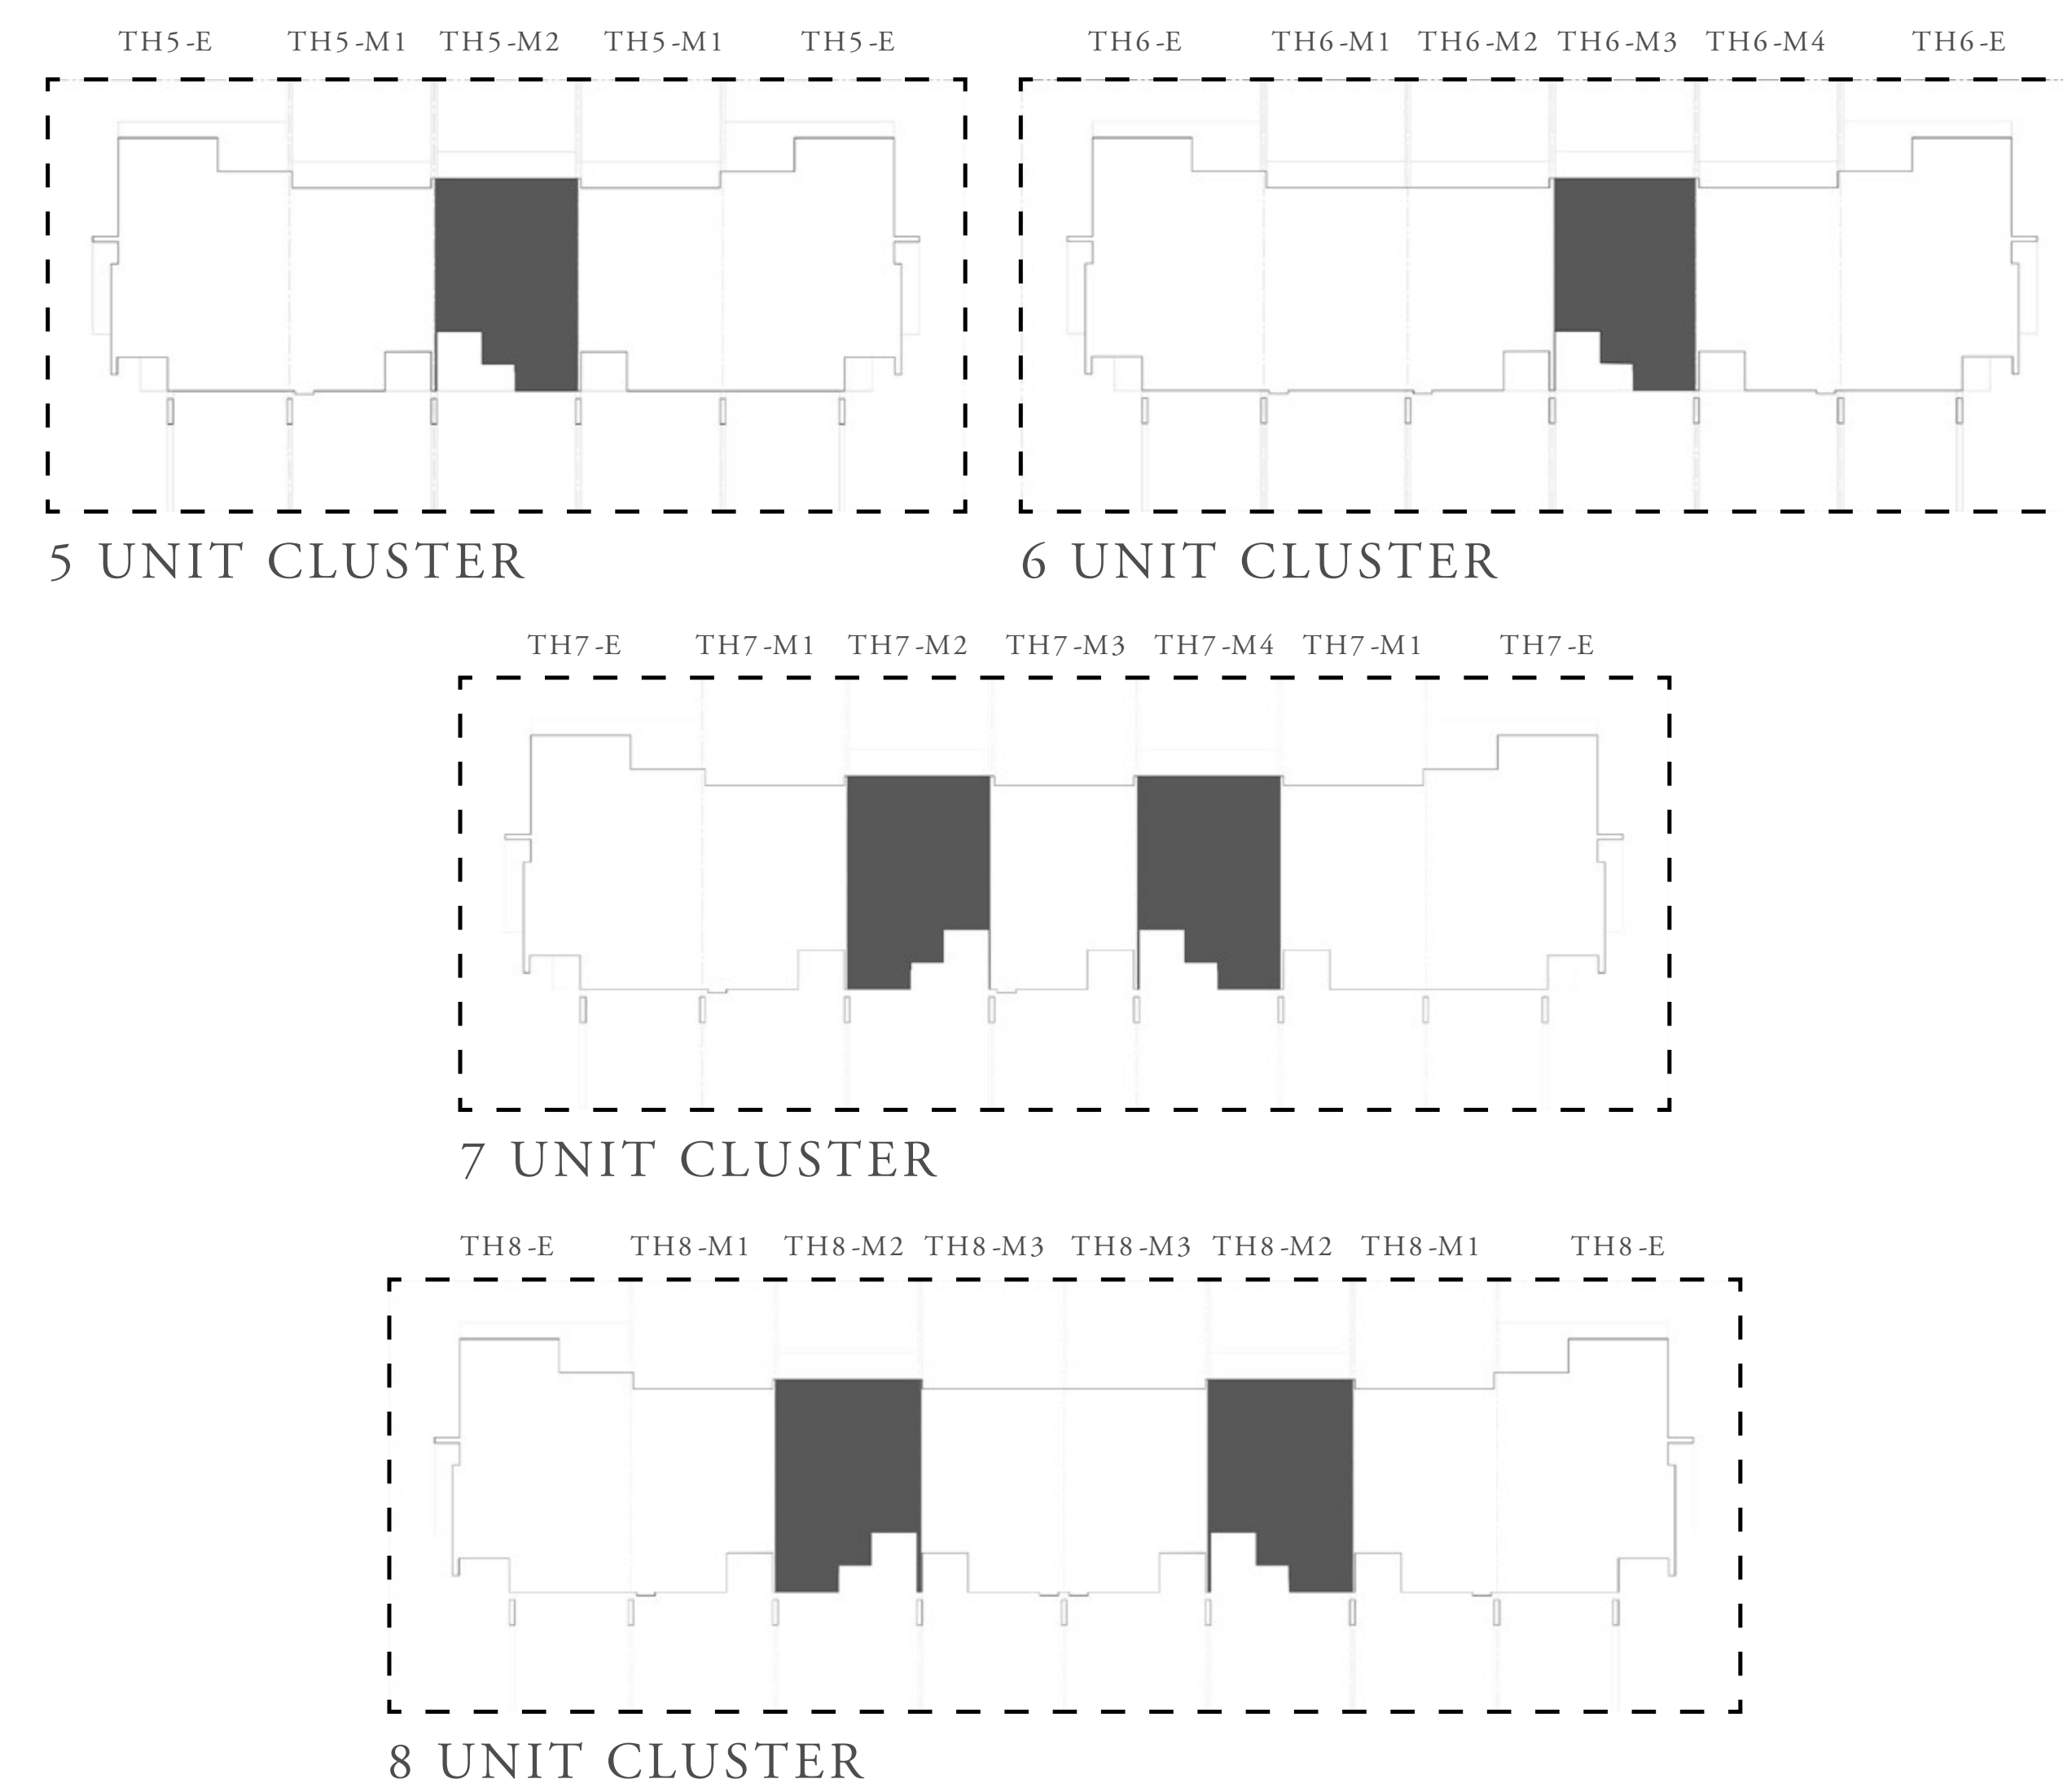 TH5-E TH5-M1 TH5-M2 TH5-M1 TH5-E
5 UNIT CLUSTER
TH6-E TH6-M1 TH6-M2 TH6-M3 TH6-M4 TH6-E
6 UNIT CLUSTER
TH7-E TH7-M1 TH7-M2 TH7-M3 TH7-M4 TH7-M1 TH7-E
7 UNIT CLUSTER
TH8-E TH8-M1 TH8-M2 TH8-M3 TH8-M3 TH8-M2 TH8-M1 TH8-E
8 UNIT CLUSTER